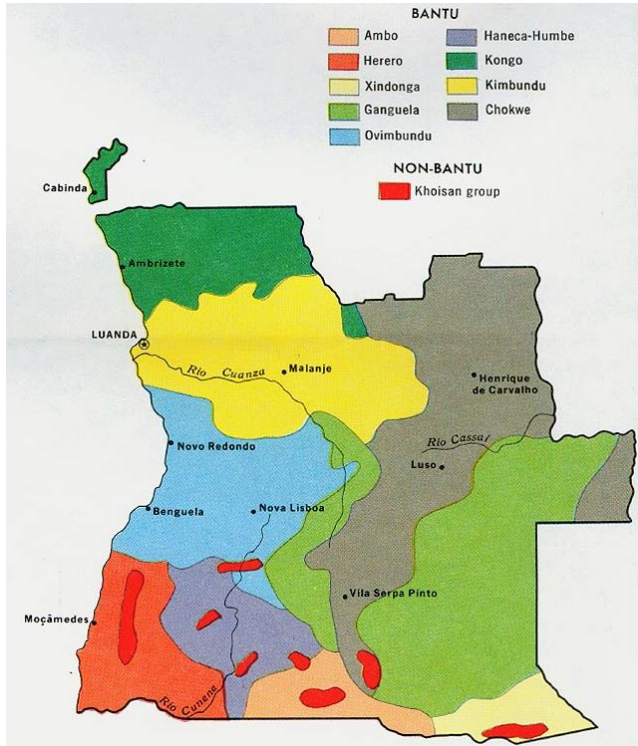 BANTU
Ambo
Haneca-Humbe
Herero
Kongo
Xindonga
Kimbundu
Ganguela
Chokwe
Ovimbundu
NON-BANTU
Khoisan group
Cabinda
Ambrizete
LUANDA
Rio Cuanza
Malanje
Henrique
de Carvalho
Novo Redondo
Rio Cassai
Luso
Benguela
Nova Lisboa
Vila Serpa Pinto
Moçâmedes
Rio Cunene